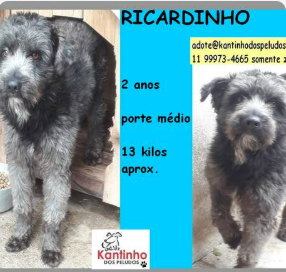 RICARDINHO
adote@kantinhodospeludos
11 99973-4665 somente
2 anos
porte médio
13 kilos
aprox.
Kantinho
DOS PELUDOS